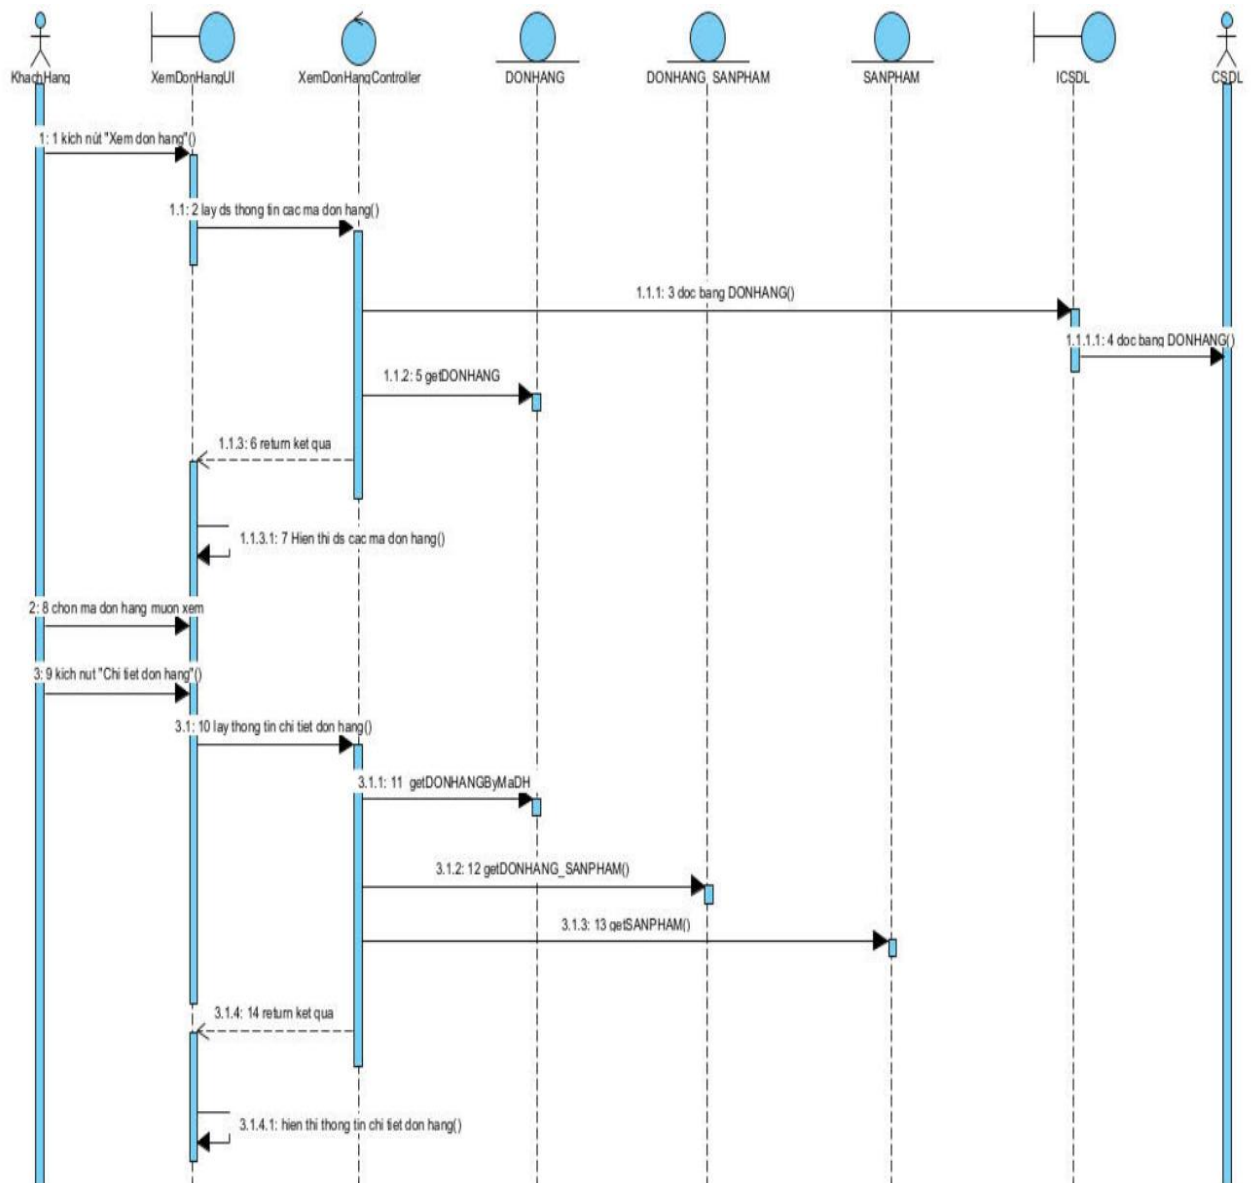 KhachHang
XemDonHangUI
XemDonHangController
DONHANG
DONHANG_SANPHAM
SANPHAM
ICSDL
CSDL
1: 1 kich nút "Xem don hang"()
1.1: 2 lay ds thong tin cac ma don hang()
1.1.1: 3 doc bang DONHANG()
1.1.1.1: 4 doc bang DONHANG()
1.1.2: 5 getDONHANG
1.1.3: 6 return ket qua
1.1.3.1: 7 Hien thi ds cac ma don hang()
2: 8 chon ma don hang muon xem
3: 9 kich nut "Chi tiet don hang"()
3.1: 10 lay thong tin chi tiet don hang()
3.1.1: 11 getDONHANGByMaDH
3.1.2: 12 getDONHANG_SANPHAM()
3.1.3: 13 getSANPHAM()
3.1.4: 14 return ket qua
3.1.4.1: hien thi thong tin chi tiet don hang()